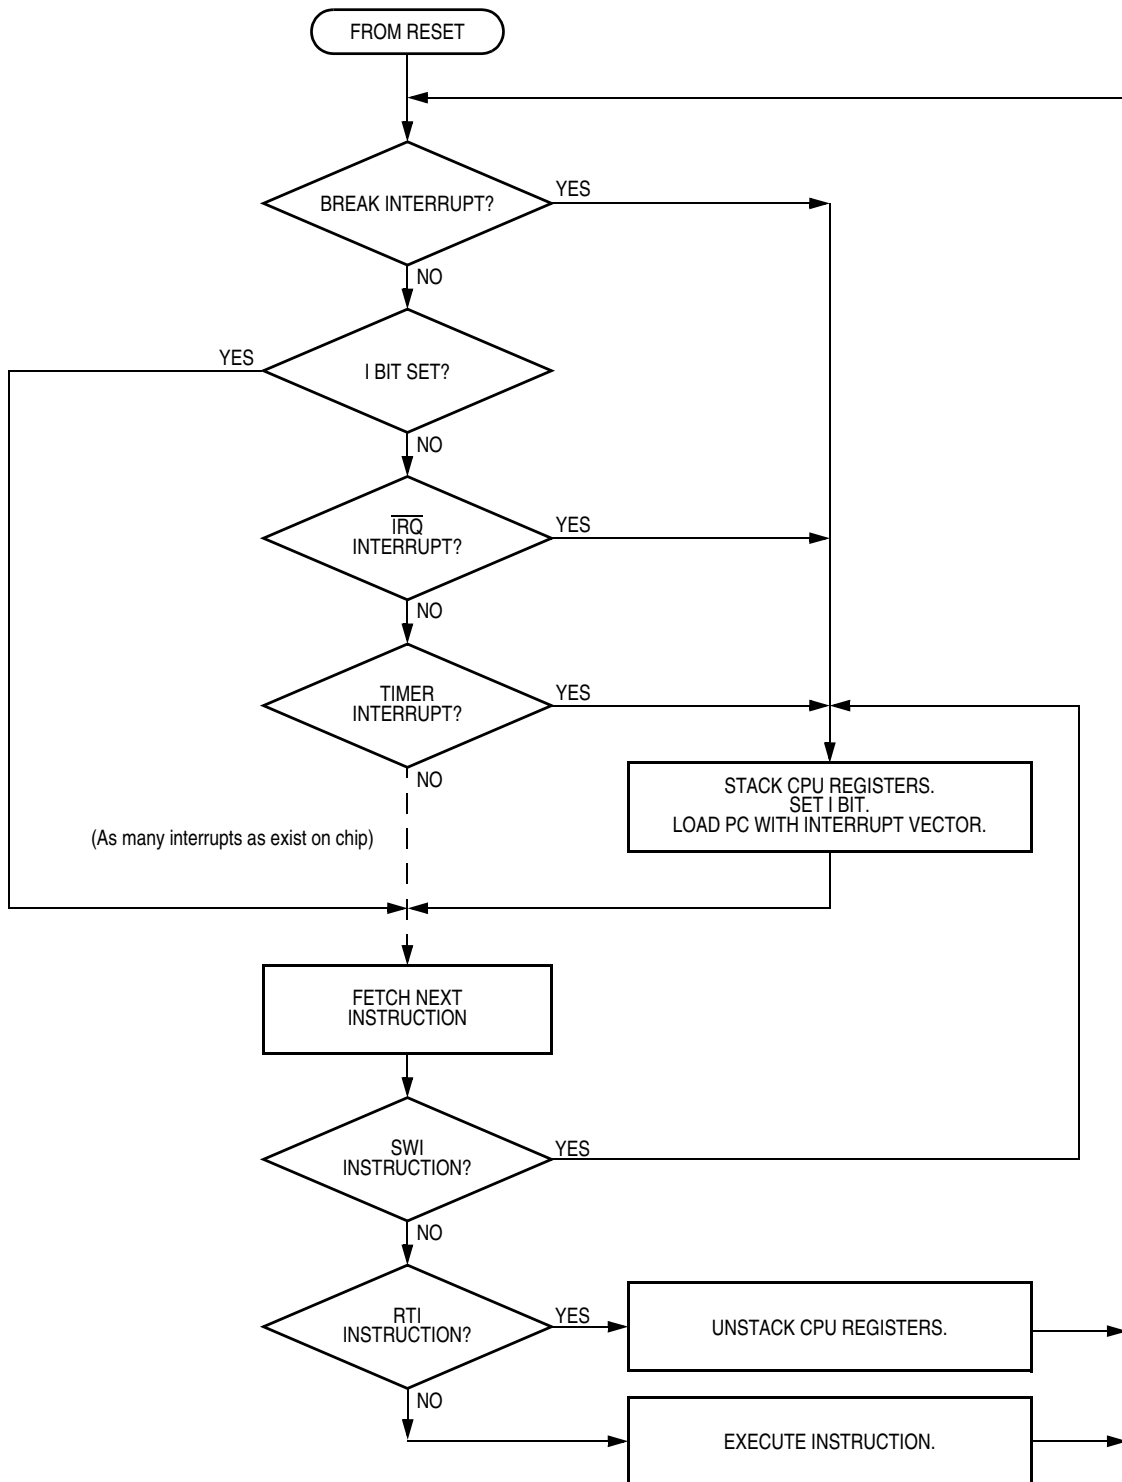 FROM RESET
BREAK INTERRUPT?
YES
NO
YES
I BIT SET?
NO
IRQ
INTERRUPT?
YES
NO
TIMER
INTERRUPT?
YES
NO
STACK CPU REGISTERS.
SET I BIT.
LOAD PC WITH INTERRUPT VECTOR.
(As many interrupts as exist on chip)
FETCH NEXT
INSTRUCTION
SWI
INSTRUCTION?
YES
NO
RTI
INSTRUCTION?
YES
UNSTACK CPU REGISTERS.
NO
EXECUTE INSTRUCTION.